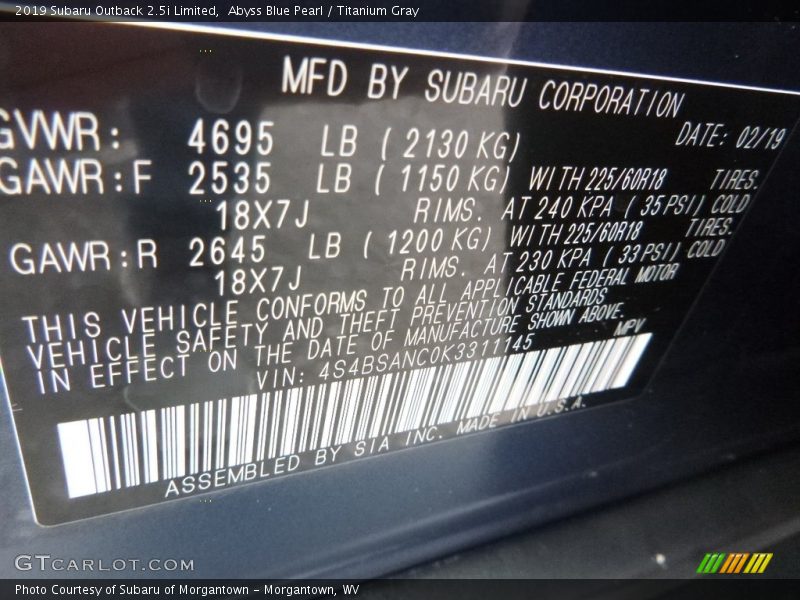 2019 Subaru Outback 2.5i Limited, Abyss Blue Pearl / Titanium Gray
MFD BY SUBARU CORPORATION
GVWR: 4695 LB ( 2130 KG) DATE: 02/19
GAWR:F 2535 LB ( 1150 KG) WITH 225/60R18 TIRES.
18X7J RIMS. AT 240 KPA ( 35 PSI) COLD
GAWR:R 2645 LB ( 1200 KG) WITH 225/60R18 TIRES.
18X7J RIMS. AT 230 KPA ( 33 PSI) COLD
THIS VEHICLE CONFORMS TO ALL APPLICABLE FEDERAL MOTOR
VEHICLE SAFETY AND THEFT PREVENTION STANDARDS
IN EFFECT ON THE DATE OF MANUFACTURE SHOWN ABOVE.
VIN: 4S4BSANC0K3311145 MPV
ASSEMBLED BY SIA INC. MADE IN U.S.A.
GTCARLOT.COM
Photo Courtesy of Subaru of Morgantown - Morgantown, WV